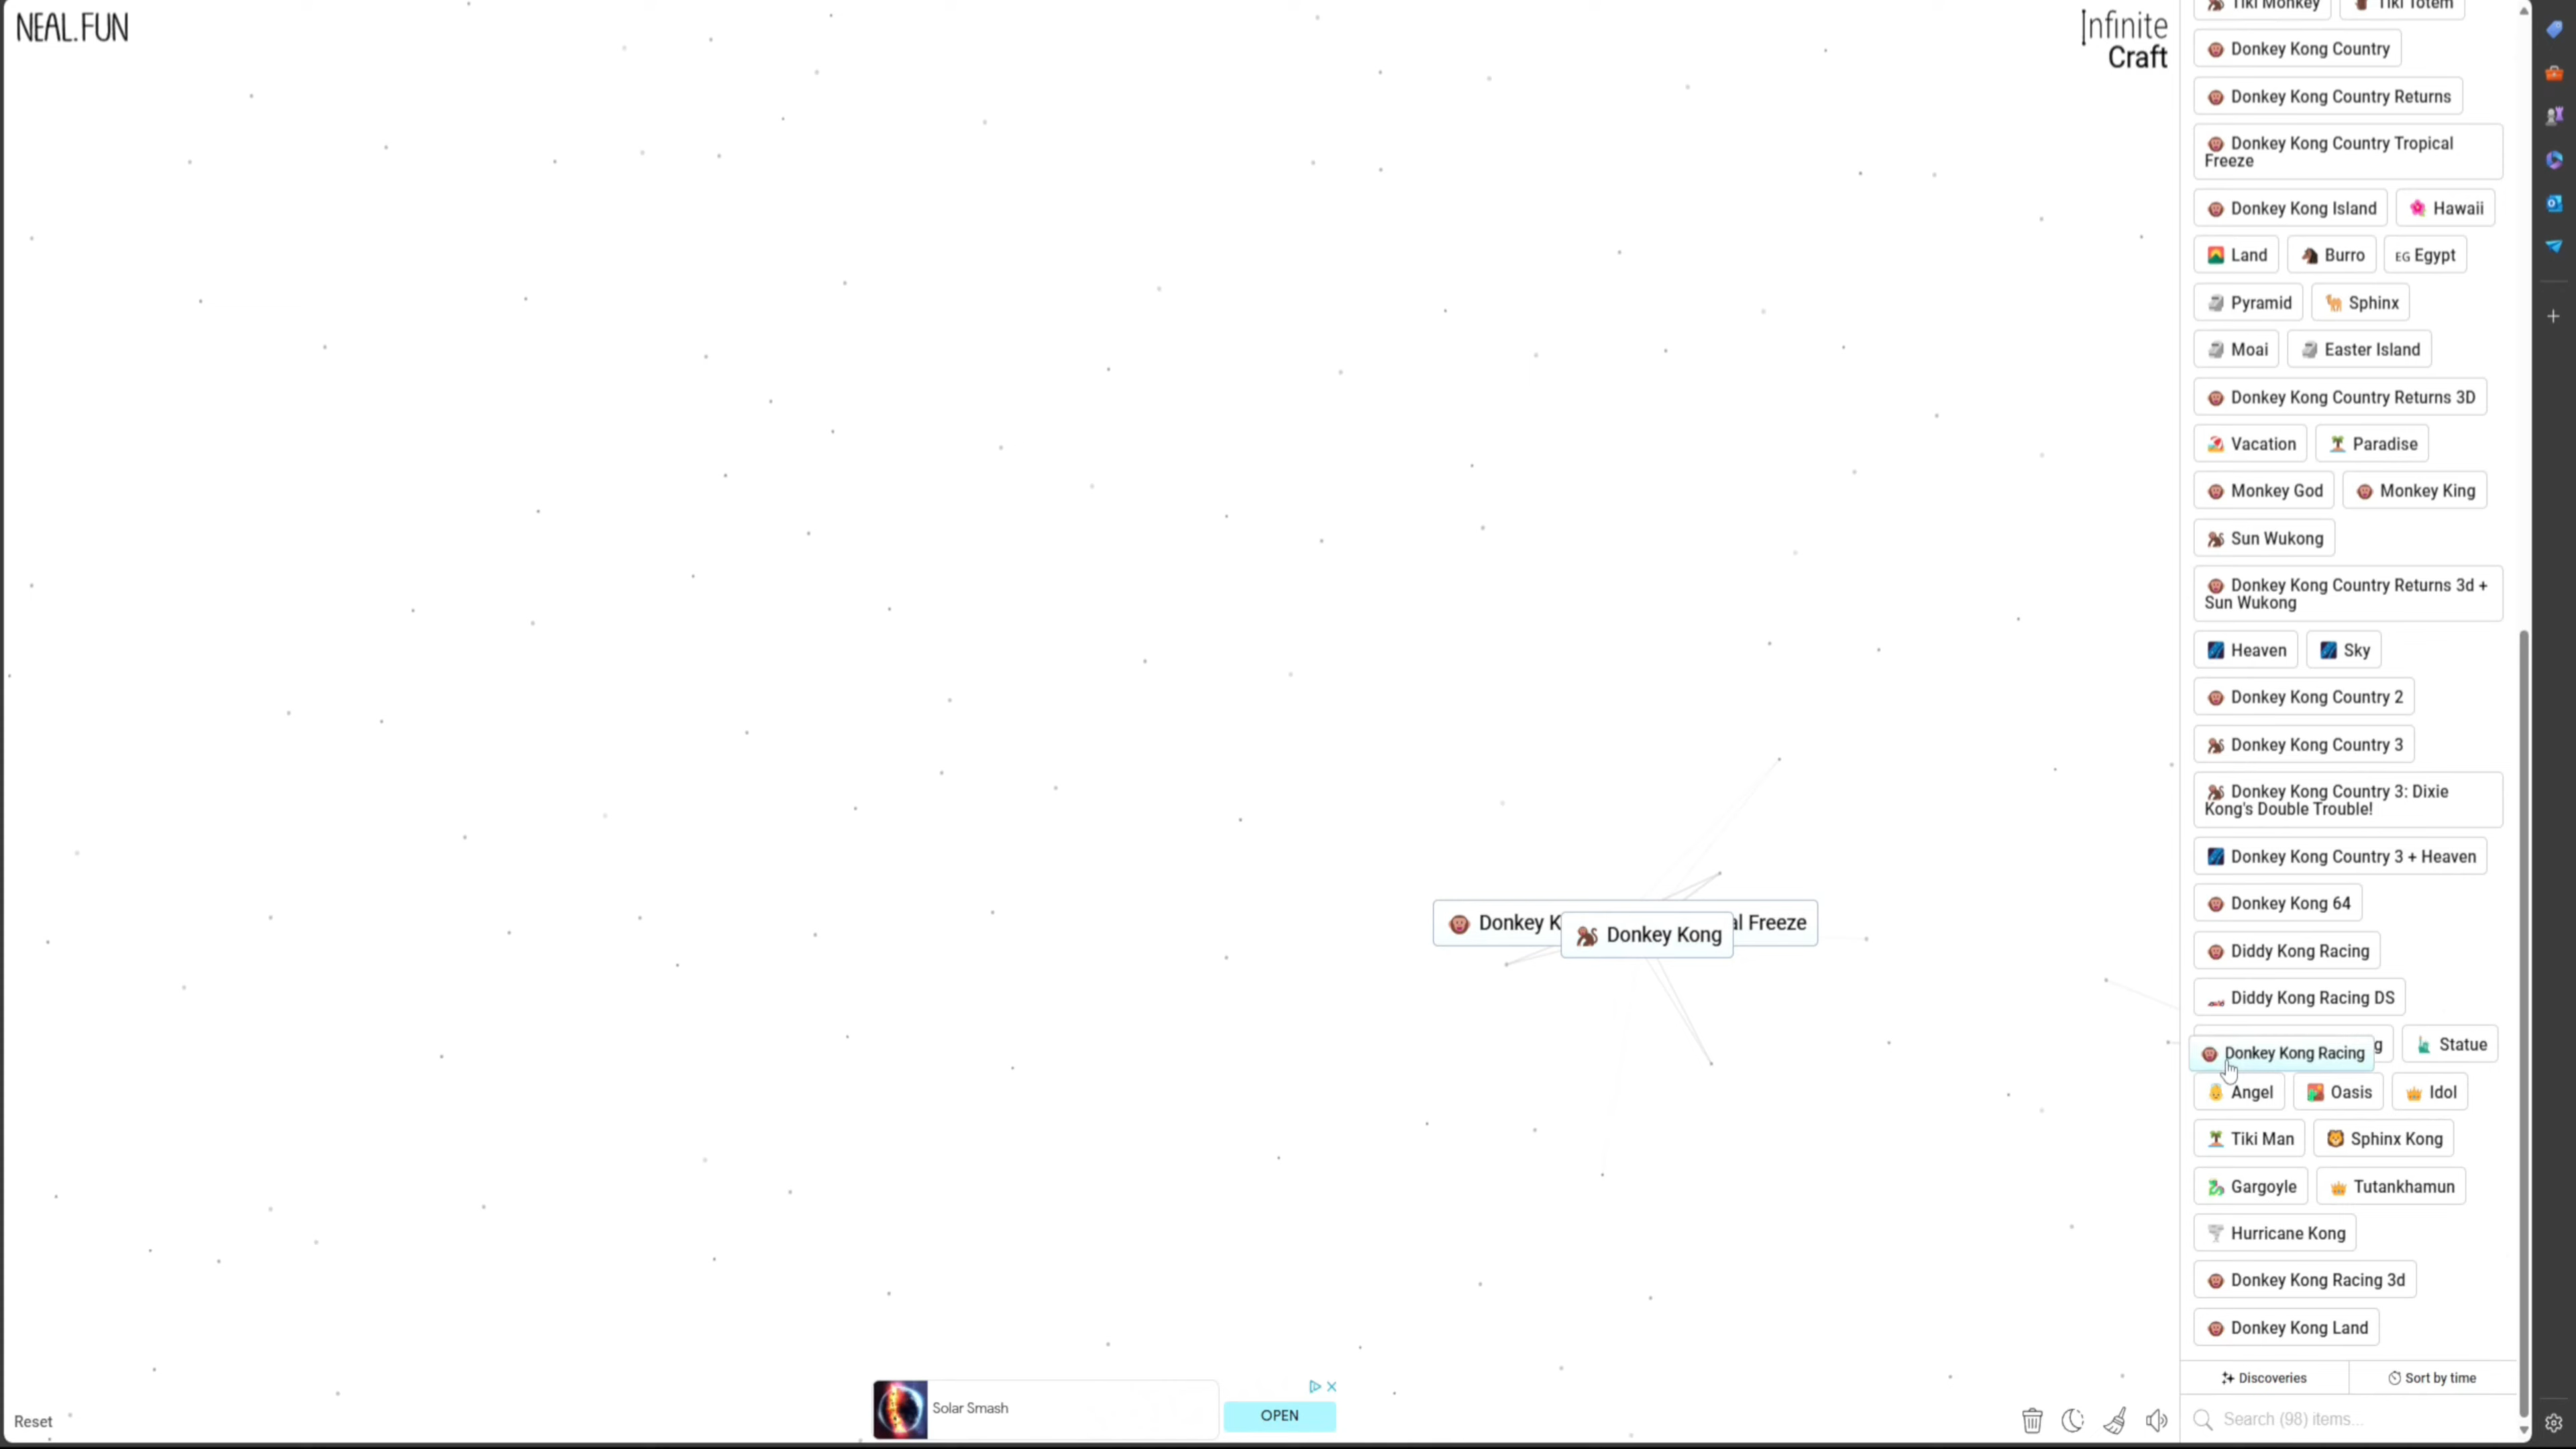 NEAL.FUN
Infinite
Craft
Tiki Monkey
Tiki Totem
Donkey Kong Country
Donkey Kong Country Returns
Donkey Kong Country Tropical
Freeze
Donkey Kong Island
Hawaii
Land
Burro
EG Egypt
Pyramid
Sphinx
Moai
Easter Island
Donkey Kong Country Returns 3D
Vacation
Paradise
Monkey God
Monkey King
Sun Wukong
Donkey Kong Country Returns 3d +
Sun Wukong
Heaven
Sky
Donkey Kong Country 2
Donkey Kong Country 3
Donkey Kong Country 3: Dixie
Kong's Double Trouble!
Donkey Kong Country 3 + Heaven
Donkey Kong 64
Diddy Kong Racing
Diddy Kong Racing DS
Donkey Kong Racing
Statue
Angel
Oasis
Idol
Tiki Man
Sphinx Kong
Gargoyle
Tutankhamun
Hurricane Kong
Donkey Kong Racing 3d
Donkey Kong Land
Discoveries
Sort by time
Search (98) items...
Donkey Freeze
Donkey Kong
Solar Smash
OPEN
Reset